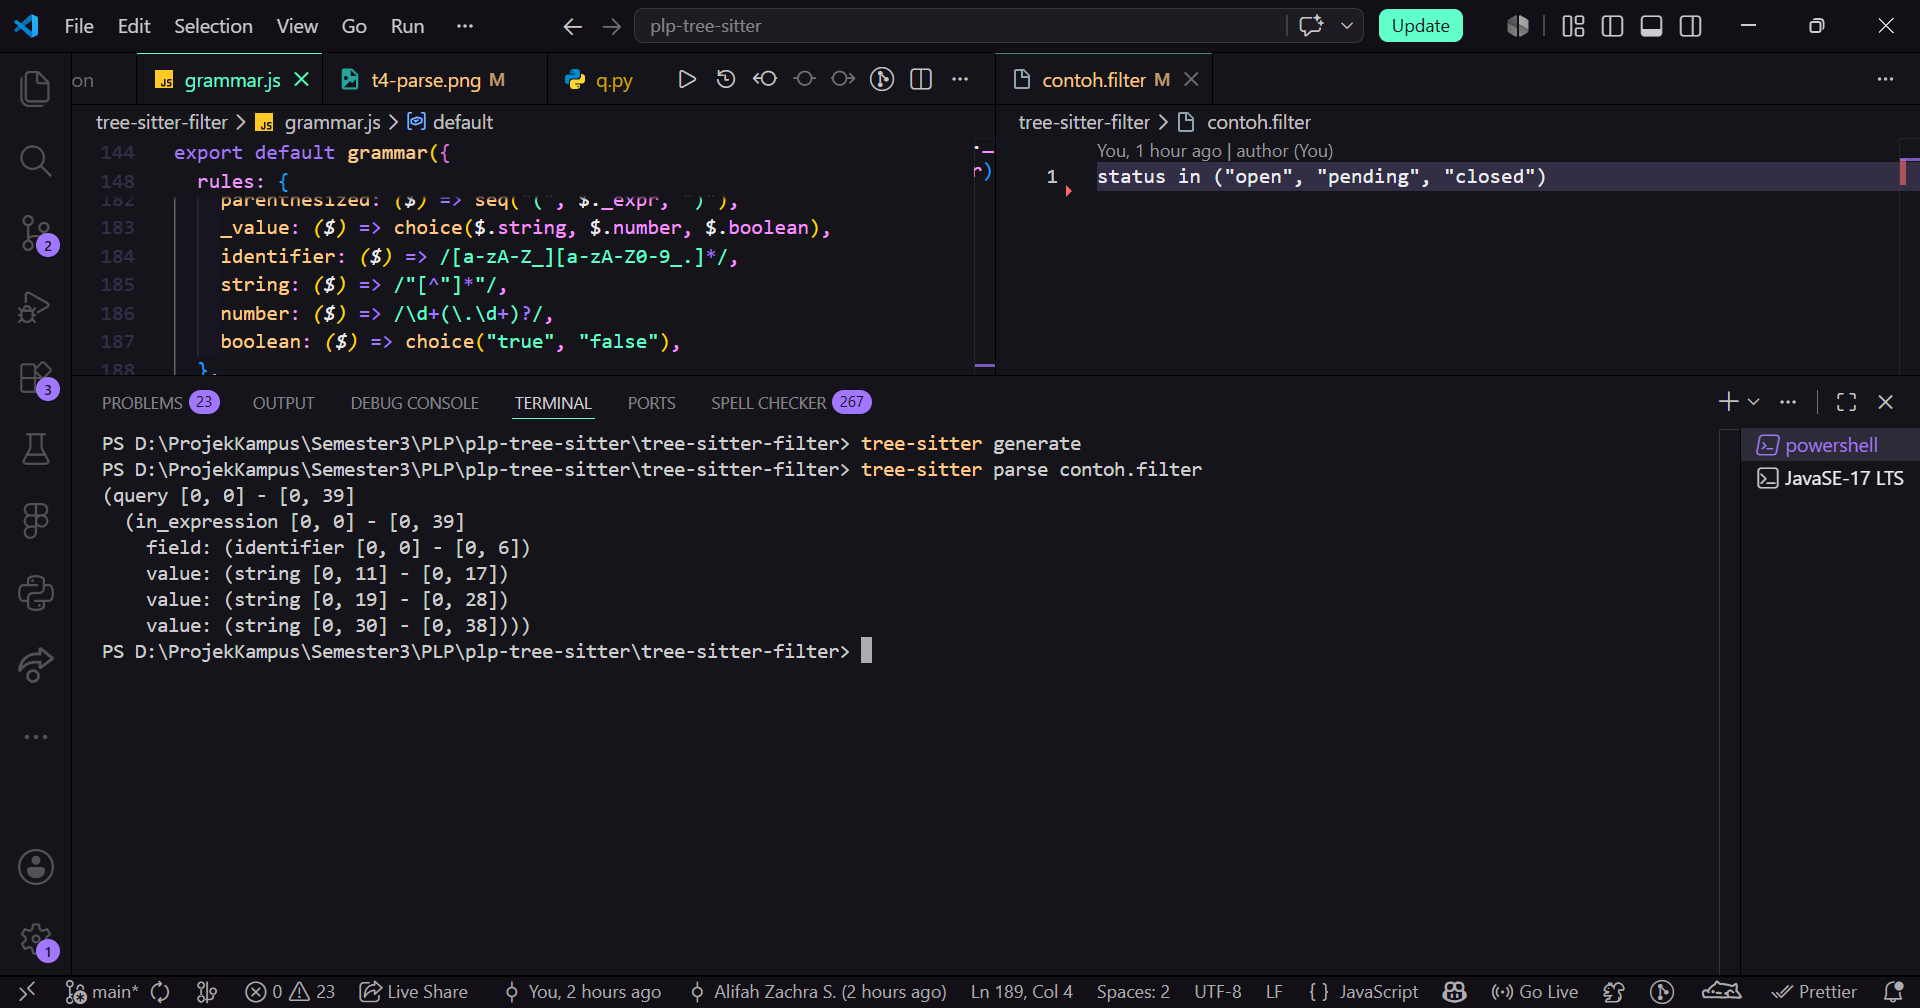 File Edit Selection View Go Run plp-tree-sitter Update
on grammar.js t4-parse.png M q.py contoh.filter M
tree-sitter-filter > grammar.js > default
144 export default grammar({
148 rules: {
182 parenthesized: ($) => seq("(", $._expr, ")"),
183 _value: ($) => choice($.string, $.number, $.boolean),
184 identifier: ($) => /[a-zA-Z_][a-zA-Z0-9_.]*/,
185 string: ($) => /"[^"]*"/,
186 number: ($) => /\d+(\.\d+)?/,
187 boolean: ($) => choice("true", "false"),
188 },
tree-sitter-filter > contoh.filter
You, 1 hour ago | author (You)
1 status in ("open", "pending", "closed")
PROBLEMS 23 OUTPUT DEBUG CONSOLE TERMINAL PORTS SPELL CHECKER 267
PS D:\ProjekKampus\Semester3\PLP\plp-tree-sitter\tree-sitter-filter> tree-sitter generate
PS D:\ProjekKampus\Semester3\PLP\plp-tree-sitter\tree-sitter-filter> tree-sitter parse contoh.filter
(query [0, 0] - [0, 39]
(in_expression [0, 0] - [0, 39]
field: (identifier [0, 0] - [0, 6])
value: (string [0, 11] - [0, 17])
value: (string [0, 19] - [0, 28])
value: (string [0, 30] - [0, 38])))
PS D:\ProjekKampus\Semester3\PLP\plp-tree-sitter\tree-sitter-filter>
powershell
JavaSE-17 LTS
2
3
1
main* 0 23 Live Share You, 2 hours ago Alifah Zachra S. (2 hours ago) Ln 189, Col 4 Spaces: 2 UTF-8 LF { } JavaScript Go Live Prettier